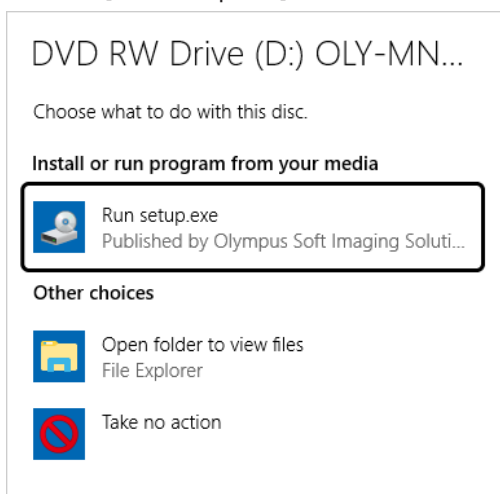 DVD RW Drive (D:) OLY-MN...
Choose what to do with this disc.
Install or run program from your media
Run setup.exe
Published by Olympus Soft Imaging Soluti...
Other choices
Open folder to view files
File Explorer
Take no action